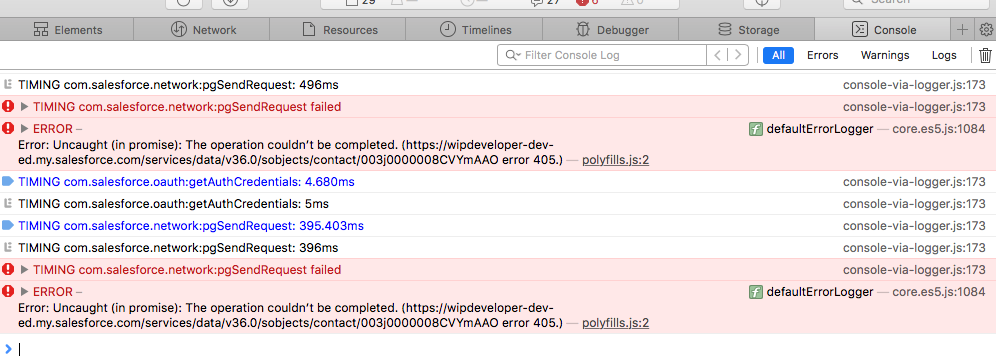 29 — 27 6 0 Search
Elements Network Resources Timelines Debugger Storage Console
Filter Console Log All Errors Warnings Logs
TIMING com.salesforce.network:pgSendRequest: 496ms console-via-logger.js:173
TIMING com.salesforce.network:pgSendRequest failed console-via-logger.js:173
ERROR – f defaultErrorLogger — core.es5.js:1084
Error: Uncaught (in promise): The operation couldn’t be completed. (https://wipdeveloper-dev-
ed.my.salesforce.com/services/data/v36.0/sobjects/contact/003j0000008CVYmAAO error 405.) — polyfills.js:2
TIMING com.salesforce.oauth:getAuthCredentials: 4.680ms console-via-logger.js:173
TIMING com.salesforce.oauth:getAuthCredentials: 5ms console-via-logger.js:173
TIMING com.salesforce.network:pgSendRequest: 395.403ms console-via-logger.js:173
TIMING com.salesforce.network:pgSendRequest: 396ms console-via-logger.js:173
TIMING com.salesforce.network:pgSendRequest failed console-via-logger.js:173
ERROR – f defaultErrorLogger — core.es5.js:1084
Error: Uncaught (in promise): The operation couldn’t be completed. (https://wipdeveloper-dev-
ed.my.salesforce.com/services/data/v36.0/sobjects/contact/003j0000008CVYmAAO error 405.) — polyfills.js:2